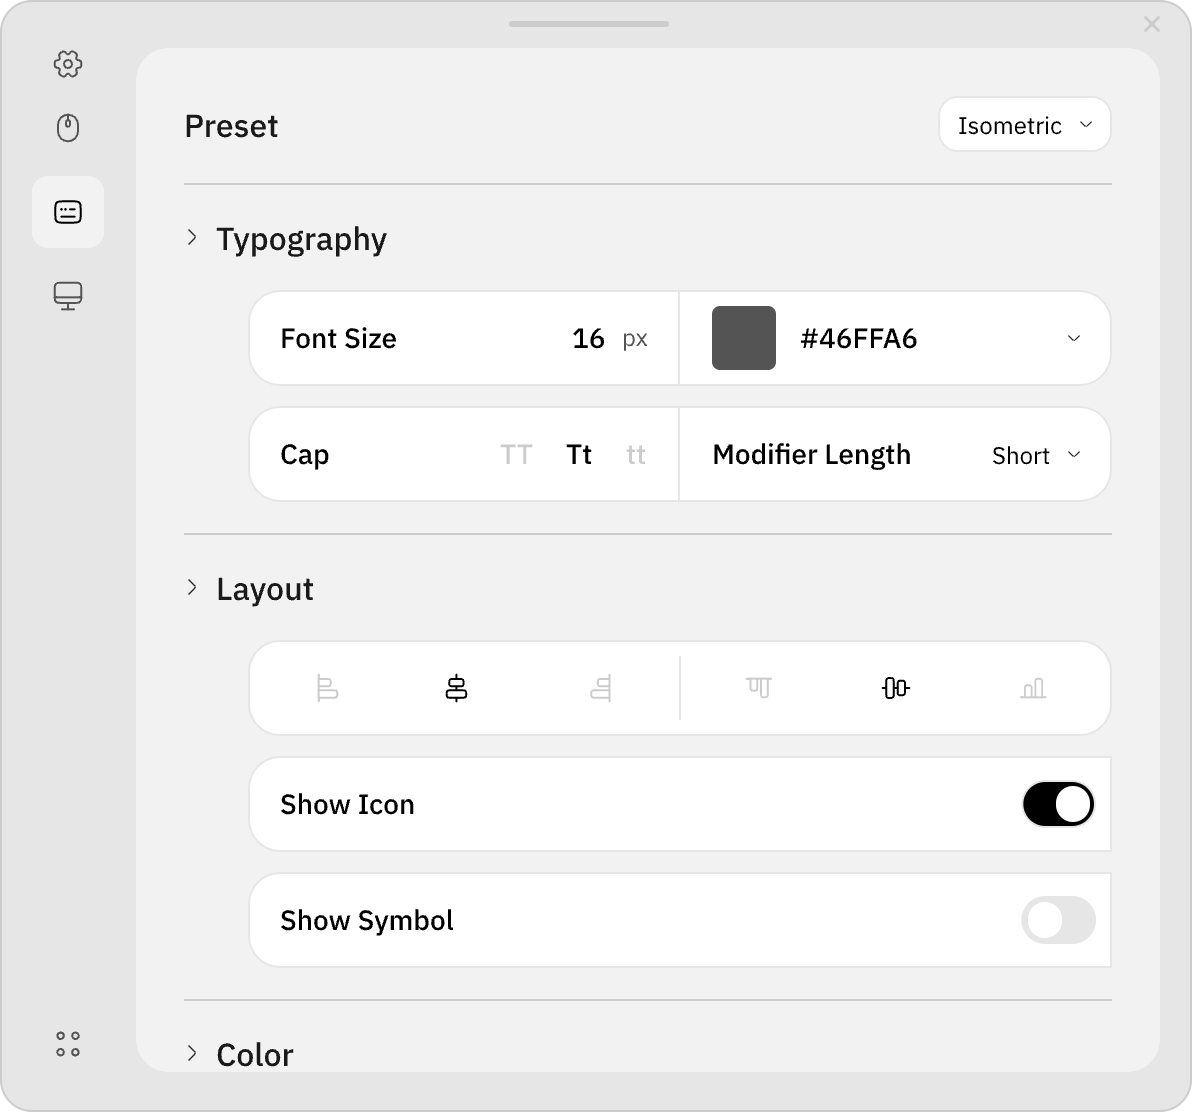 Preset
Isometric
Typography
Font Size 16 px
#46FFA6
Cap TT Tt tt
Modifier Length Short
Layout
Show Icon
Show Symbol
Color